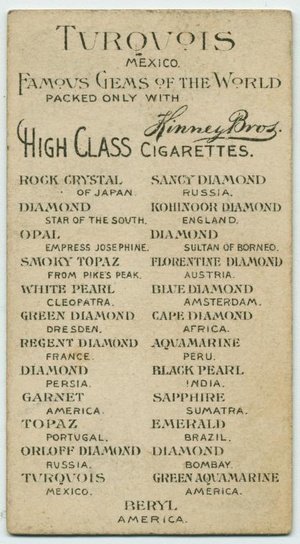 TURQUOIS
MEXICO.
FAMOUS GEMS OF THE WORLD
PACKED ONLY WITH
Kinney Bros.
HIGH CLASS CIGARETTES.
ROCK CRYSTAL
OF JAPAN.
DIAMOND
STAR OF THE SOUTH.
OPAL
EMPRESS JOSEPHINE.
SMOKY TOPAZ
FROM PIKE'S PEAK.
WHITE PEARL
CLEOPATRA.
GREEN DIAMOND
DRESDEN.
REGENT DIAMOND
FRANCE.
DIAMOND
PERSIA.
GARNET
AMERICA.
TOPAZ
PORTUGAL.
ORLOFF DIAMOND
RUSSIA.
TURQUOIS
MEXICO.
SANCY DIAMOND
RUSSIA.
KOHINOOR DIAMOND
ENGLAND.
DIAMOND
SULTAN OF BORNEO.
FLORENTINE DIAMOND
AUSTRIA.
BLUE DIAMOND
AMSTERDAM.
CAPE DIAMOND
AFRICA.
AQUAMARINE
PERU.
BLACK PEARL
INDIA.
SAPPHIRE
SUMATRA.
EMERALD
BRAZIL.
DIAMOND
BOMBAY.
GREEN AQUAMARINE
AMERICA.
BERYL
AMERICA.